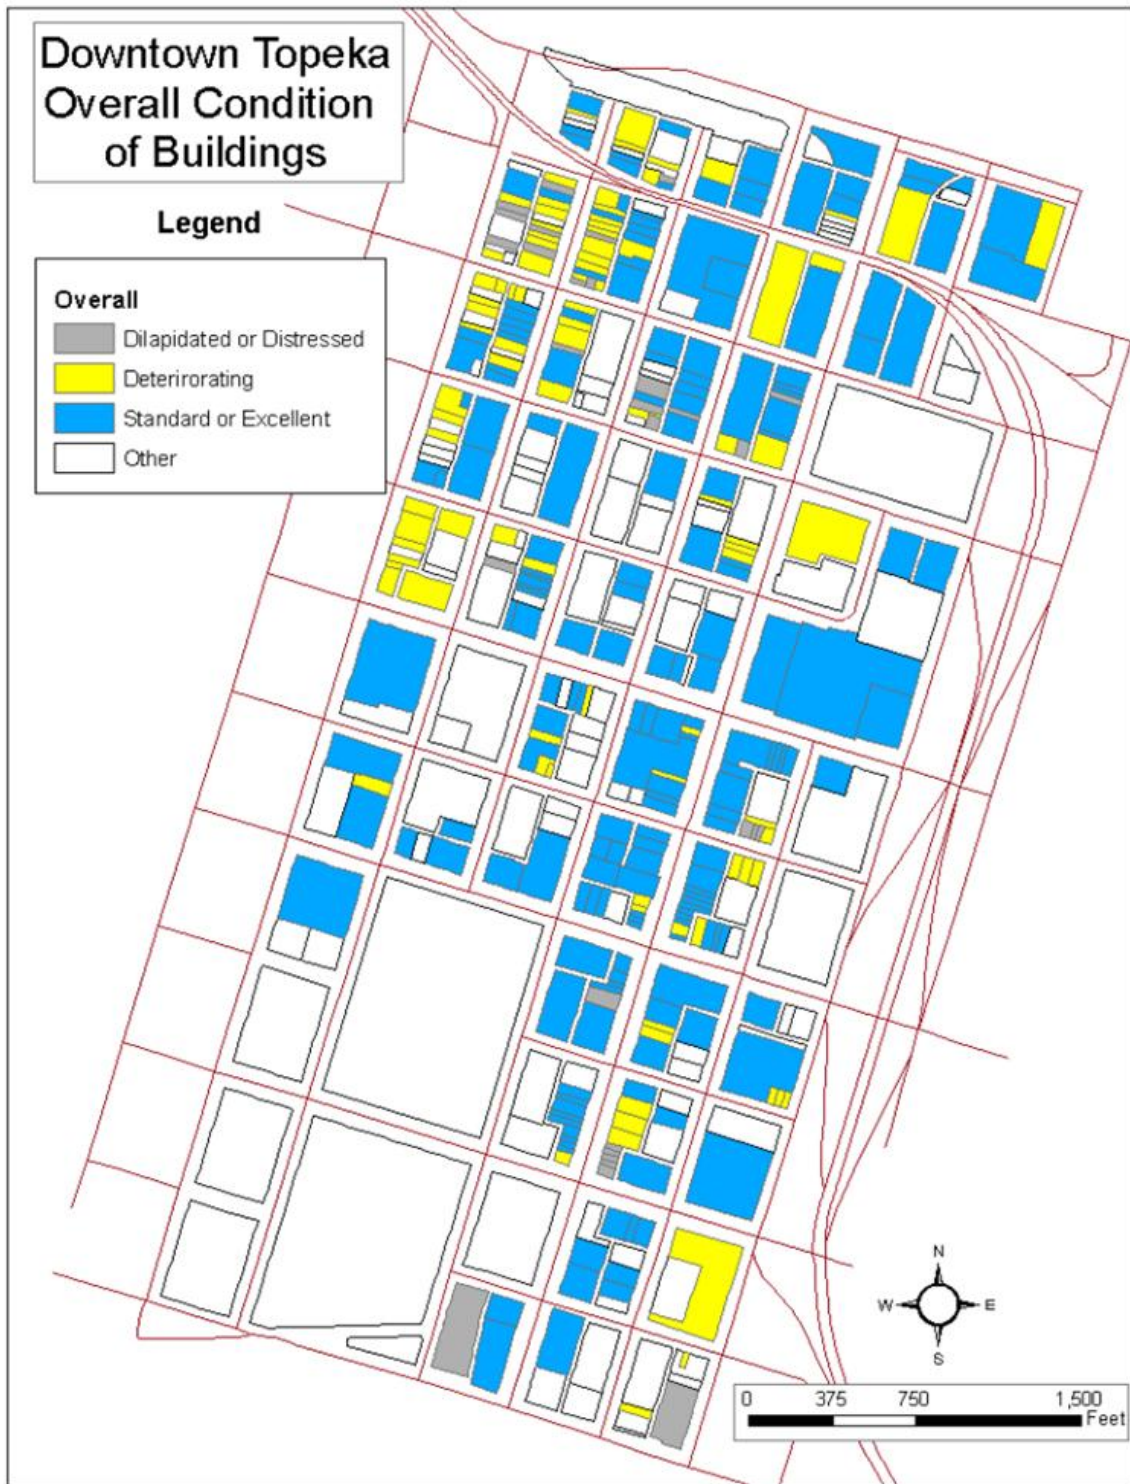 Downtown Topeka
Overall Condition
of Buildings
Legend
Overall
Dilapidated or Distressed
Deterirorating
Standard or Excellent
Other
N
W E
S
0 375 750 1,500
Feet